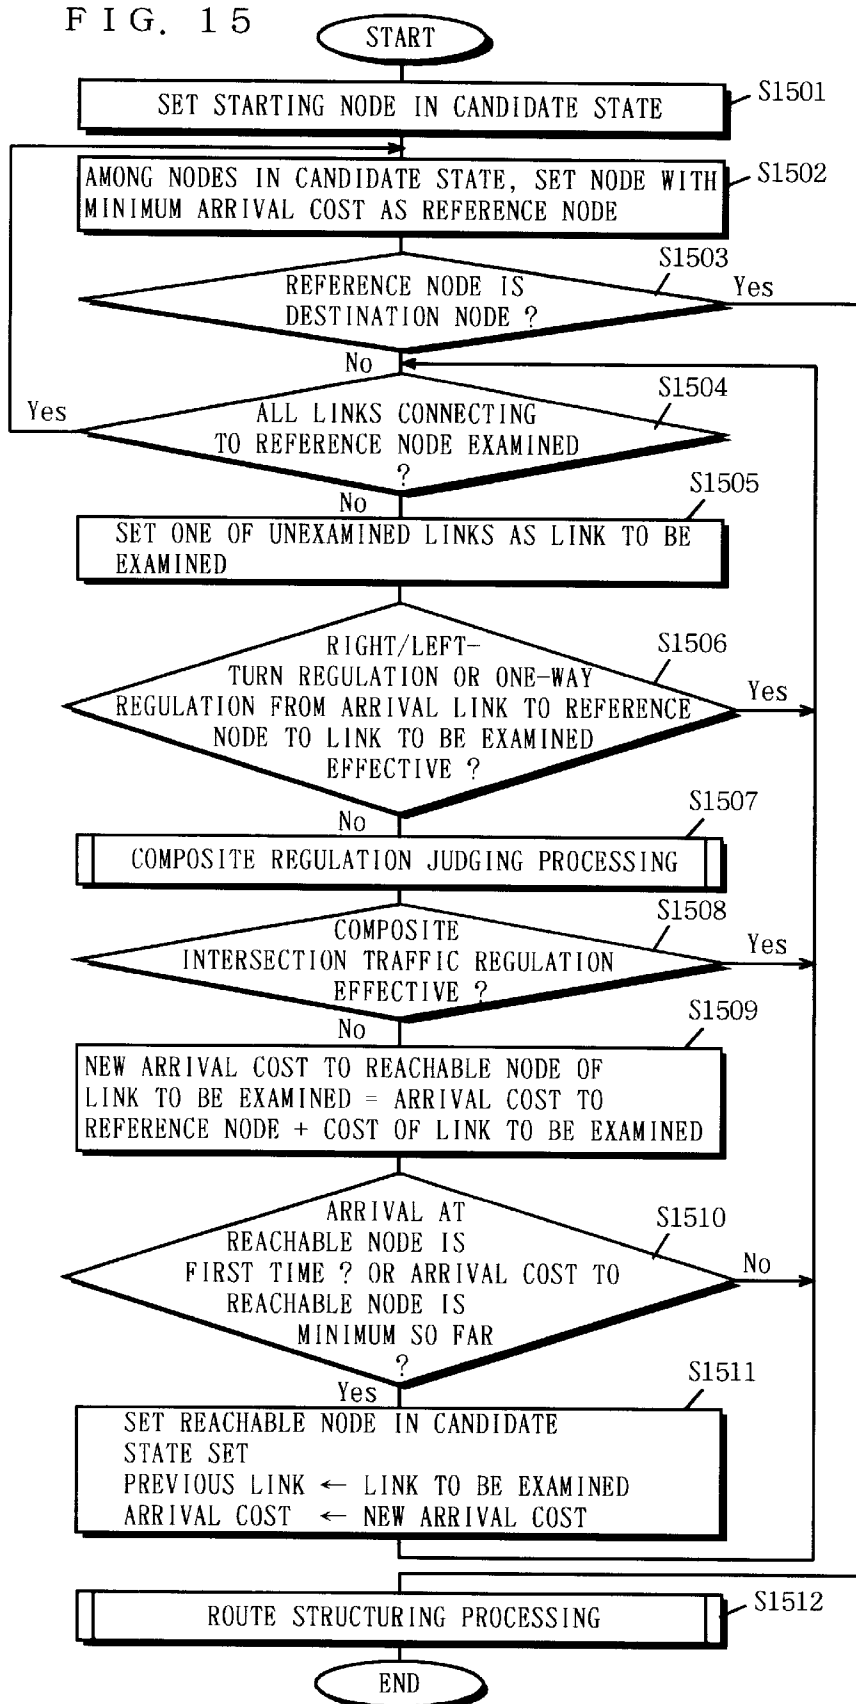 FIG. 15
START
SET STARTING NODE IN CANDIDATE STATE
S1501
AMONG NODES IN CANDIDATE STATE, SET NODE WITH
MINIMUM ARRIVAL COST AS REFERENCE NODE
S1502
REFERENCE NODE IS
DESTINATION NODE ?
S1503
Yes
No
ALL LINKS CONNECTING
TO REFERENCE NODE EXAMINED
?
S1504
Yes
No
SET ONE OF UNEXAMINED LINKS AS LINK TO BE
EXAMINED
S1505
RIGHT/LEFT-
TURN REGULATION OR ONE-WAY
REGULATION FROM ARRIVAL LINK TO REFERENCE
NODE TO LINK TO BE EXAMINED
EFFECTIVE ?
S1506
Yes
No
COMPOSITE REGULATION JUDGING PROCESSING
S1507
COMPOSITE
INTERSECTION TRAFFIC REGULATION
EFFECTIVE ?
S1508
Yes
No
NEW ARRIVAL COST TO REACHABLE NODE OF
LINK TO BE EXAMINED = ARRIVAL COST TO
REFERENCE NODE + COST OF LINK TO BE EXAMINED
S1509
ARRIVAL AT
REACHABLE NODE IS
FIRST TIME ? OR ARRIVAL COST TO
REACHABLE NODE IS
MINIMUM SO FAR
?
S1510
No
Yes
SET REACHABLE NODE IN CANDIDATE
STATE SET
PREVIOUS LINK ← LINK TO BE EXAMINED
ARRIVAL COST ← NEW ARRIVAL COST
S1511
ROUTE STRUCTURING PROCESSING
S1512
END